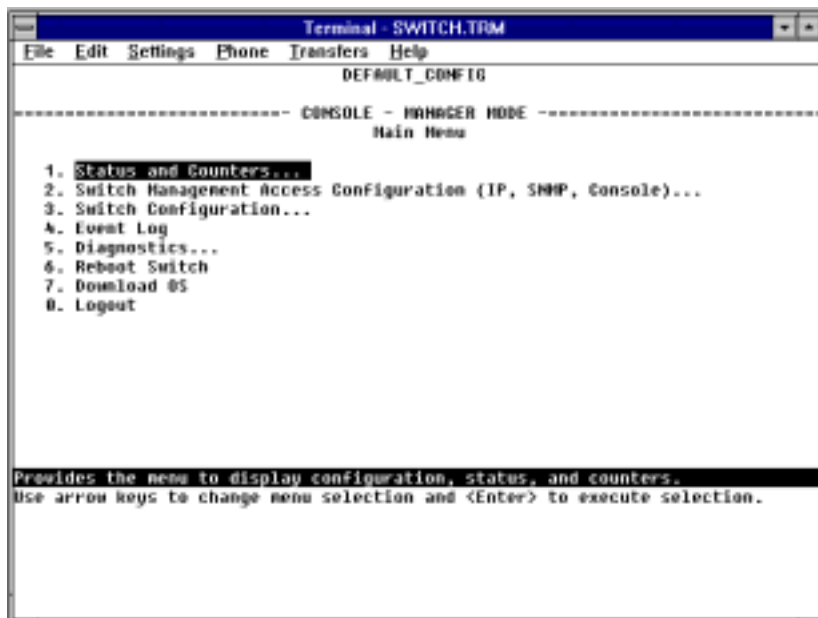 Terminal - SWITCH.TRM
File Edit Settings Phone Transfers Help
DEFAULT_CONFIG
---------------------------- CONSOLE - MANAGER MODE ----------------------------
Main Menu
1. Status and Counters...
2. Switch Management Access Configuration (IP, SNMP, Console)...
3. Switch Configuration...
4. Event Log
5. Diagnostics...
6. Reboot Switch
7. Download OS
0. Logout
Provides the menu to display configuration, status, and counters.
Use arrow keys to change menu selection and <Enter> to execute selection.